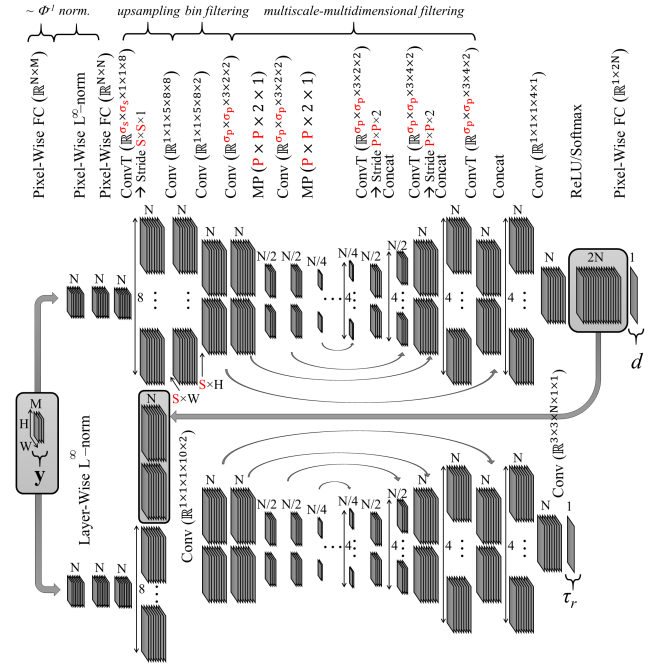 ~ Φ⁻¹ norm.
upsampling
bin filtering
multiscale-multidimensional filtering
Pixel-Wise FC (ℝ^N×M)
Pixel-Wise L^∞–norm
Pixel-Wise FC (ℝ^N×N)
ConvT (ℝ^σs×σs×1×1×8)
→ Stride S×S×1
Conv (ℝ^1×1×5×8×8)
Conv (ℝ^1×1×5×8×2)
Conv (ℝ^σp×σp×3×2×2)
MP (P × P × 2 × 1)
Conv (ℝ^σp×σp×3×2×2)
MP (P × P × 2 × 1)
ConvT (ℝ^σp×σp×3×2×2)
→ Stride P×P×2
Concat
ConvT (ℝ^σp×σp×3×4×2)
→ Stride P×P×2
Concat
ConvT (ℝ^σp×σp×3×4×2)
Concat
Conv (ℝ^1×1×1×4×1)
ReLU/Softmax
Pixel-Wise FC (ℝ^1×2N)
N N N N N N/2 N/2 N/4 N/4 N/2 N/2 N N N
N N N N 2N 1
8 ⋮ ⋮ ⋮ ⋮ ... 4 ⋮ 4 ⋮ 4 ⋮ 4 ⋮
d
S×H
S×W
M
H
W
y
N
Layer-Wise L^∞–norm
Conv (ℝ^1×1×1×10×2)
Conv (ℝ^3×3×N×1×1)
N N N/2 N/2 N/4 N/4 N/2 N/2 N N N N N 1
8 ⋮ ⋮ ... 4 ⋮ 4 ⋮ 4 ⋮ 4 ⋮
N N N
τr